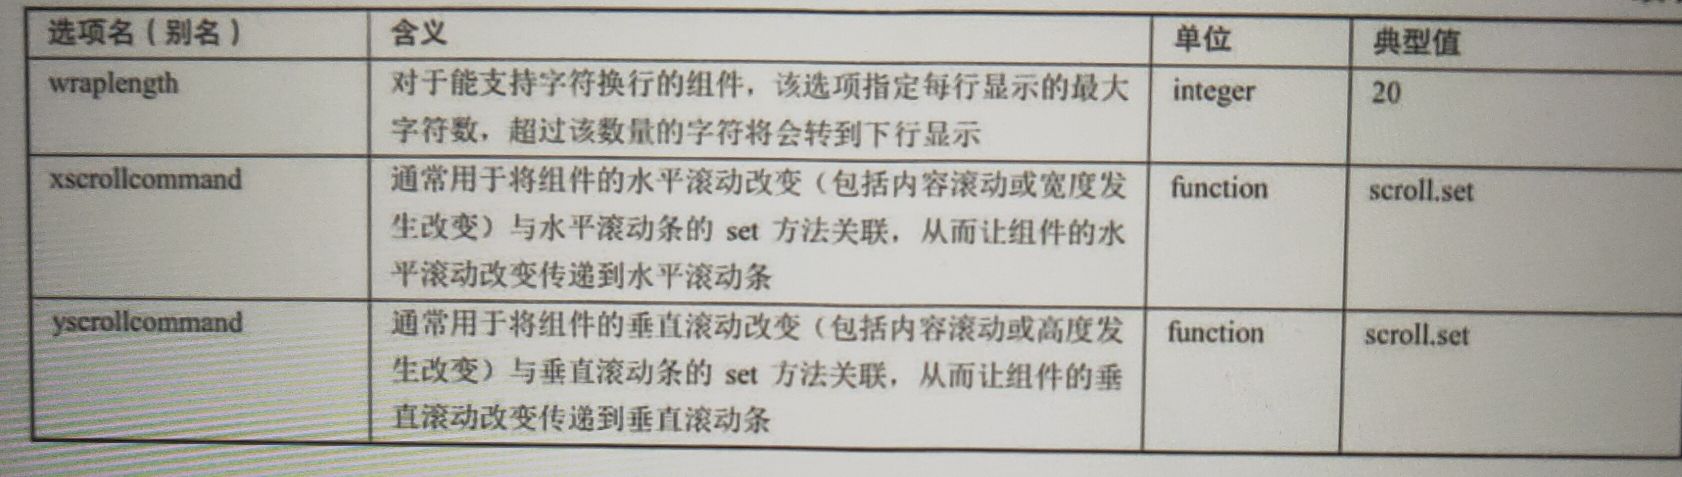 选项名（别名） 含义 单位 典型值
wraplength 对于能支持字符换行的组件，该选项指定每行显示的最大 integer 20
字符数，超过该数量的字符将会转到下行显示
xscrollcommand 通常用于将组件的水平滚动改变（包括内容滚动或宽度发 function scroll.set
生改变）与水平滚动条的 set 方法关联，从而让组件的水
平滚动改变传递到水平滚动条
yscrollcommand 通常用于将组件的垂直滚动改变（包括内容滚动或高度发 function scroll.set
生改变）与垂直滚动条的 set 方法关联，从而让组件的垂
直滚动改变传递到垂直滚动条